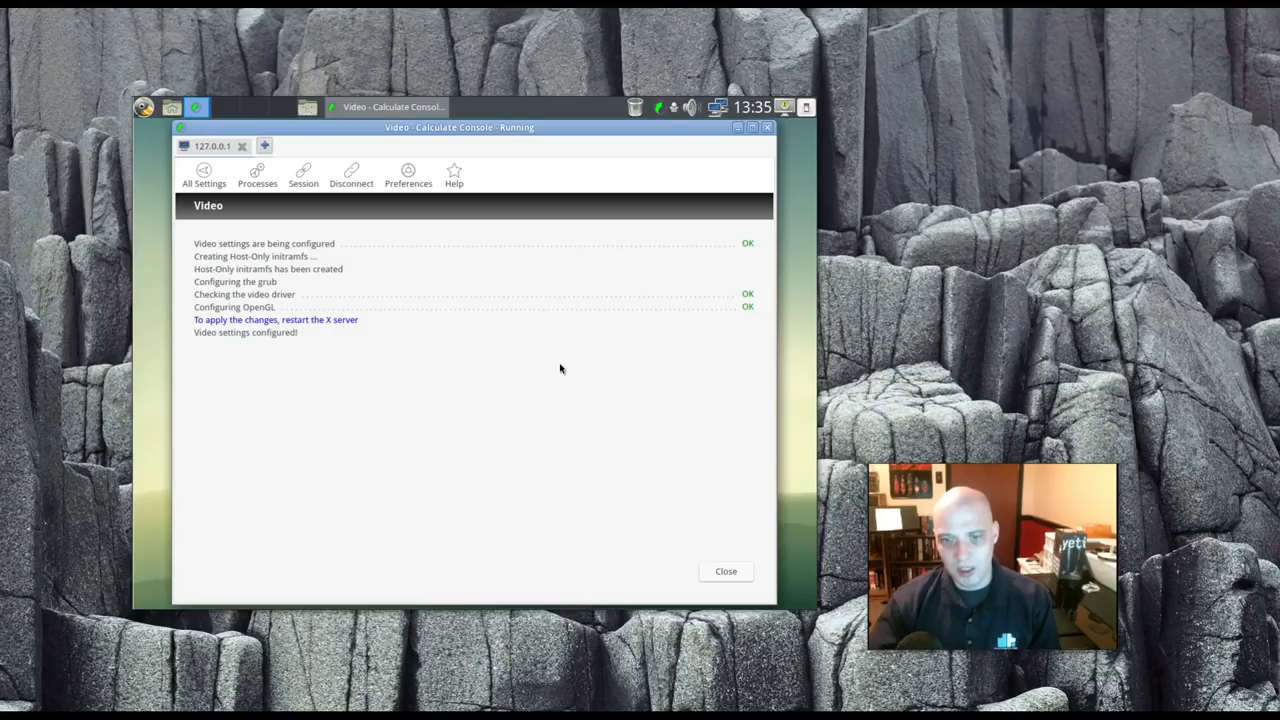 Video - Calculate Consol...
13:35
Video - Calculate Console - Running
127.0.0.1
All Settings
Processes
Session
Disconnect
Preferences
Help
Video
Video settings are being configured OK
Creating Host-Only initramfs ...
Host-Only initramfs has been created
Configuring the grub
Checking the video driver OK
Configuring OpenGL OK
To apply the changes, restart the X server
Video settings configured!
Close
yeti
dt